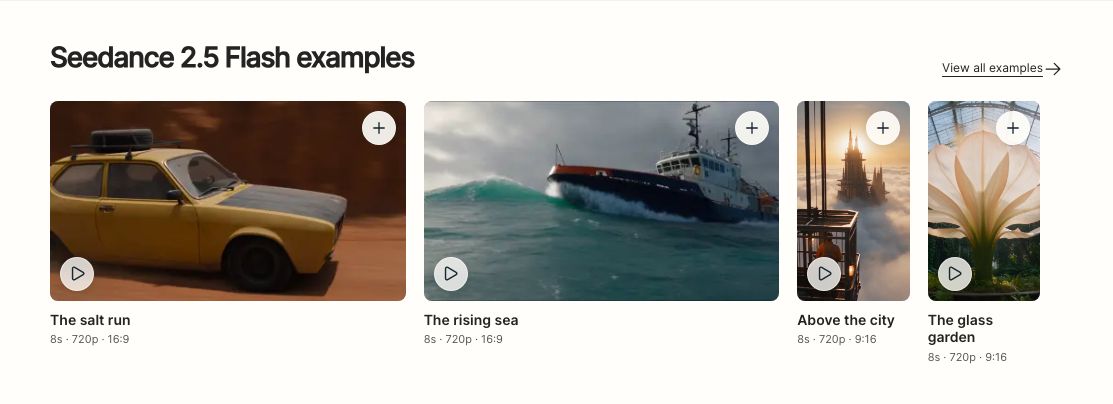 Seedance 2.5 Flash examples
View all examples
The salt run
8s · 720p · 16:9
The rising sea
8s · 720p · 16:9
Above the city
8s · 720p · 9:16
The glass
garden
8s · 720p · 9:16